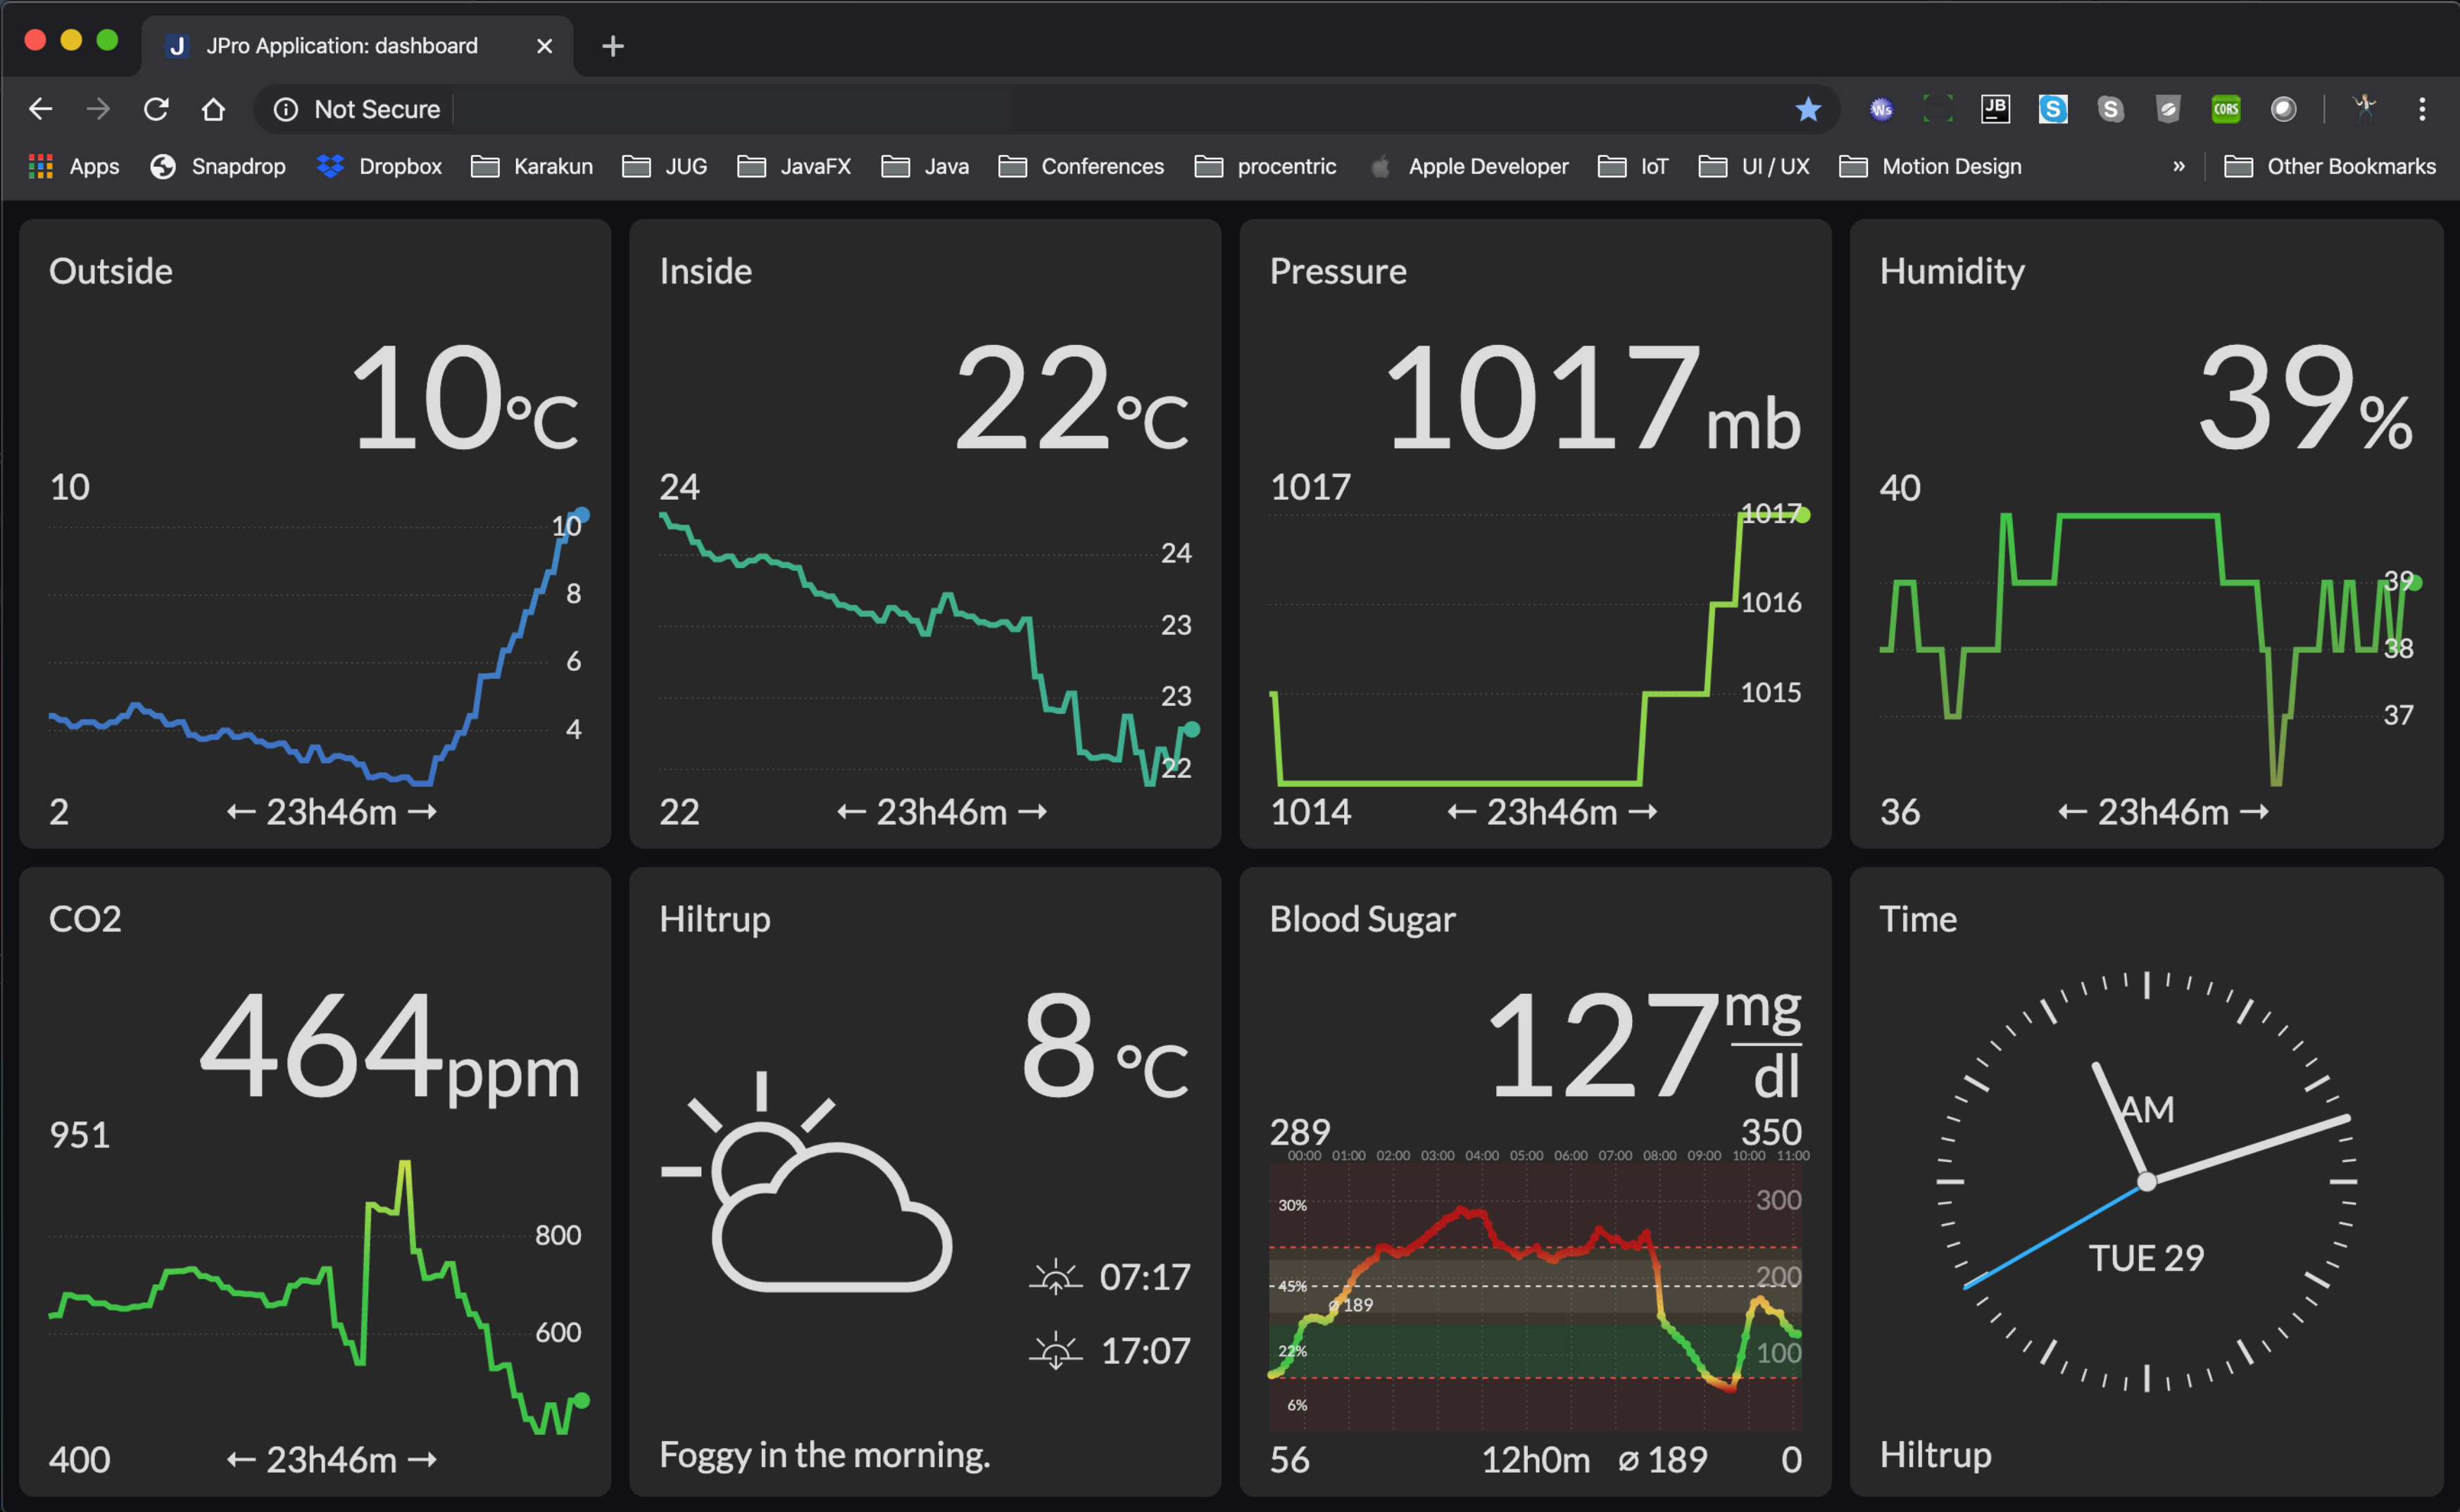 JPro Application: dashboard
Not Secure
Apps Snapdrop Dropbox Karakun JUG JavaFX Java Conferences procentric Apple Developer IoT UI / UX Motion Design » Other Bookmarks
Outside
10°C
10
10
8
6
4
2 ← 23h46m →
Inside
22°C
24
24
23
23
22
22 ← 23h46m →
Pressure
1017 mb
1017
1017
1016
1015
1014 ← 23h46m →
Humidity
39%
40
39
38
37
36 ← 23h46m →
CO2
464ppm
951
800
600
400 ← 23h46m →
Hiltrup
8 °C
07:17
17:07
Foggy in the morning.
Blood Sugar
127 mg
dl
289 350
00:00 01:00 02:00 03:00 04:00 05:00 06:00 07:00 08:00 09:00 10:00 11:00
30% 300
45% 200
⌀ 189
22% 100
6%
56 12h0m ⌀ 189 0
Time
AM
TUE 29
Hiltrup